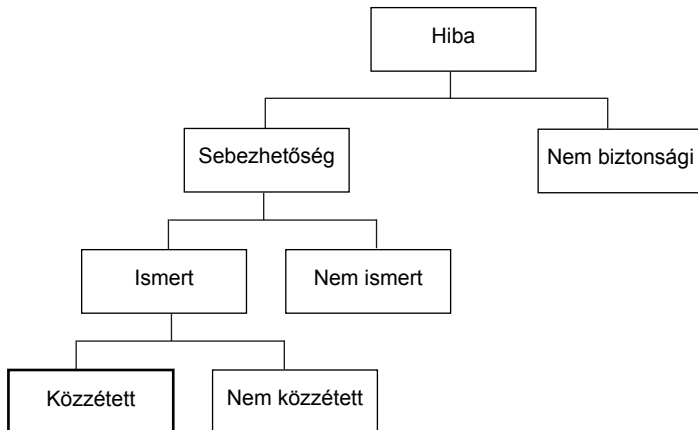 Hiba
Sebezhetőség
Nem biztonsági
Ismert
Nem ismert
Közzétett
Nem közzétett